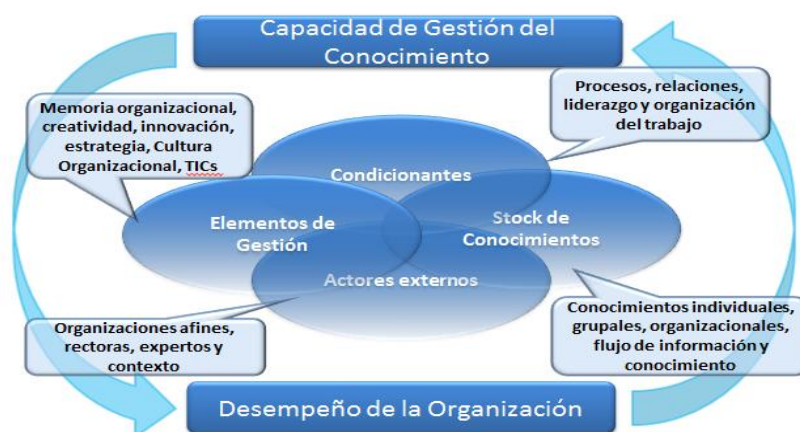 Capacidad de Gestión del
Conocimiento
Memoria organizacional,
creatividad, innovación,
estrategia, Cultura
Organizacional, TICs
Procesos, relaciones,
liderazgo y organización
del trabajo
Condicionantes
Elementos de
Gestión
Stock de
Conocimientos
Actores externos
Organizaciones afines,
rectoras, expertos y
contexto
Conocimientos individuales,
grupales, organizacionales,
flujo de información y
conocimiento
Desempeño de la Organización